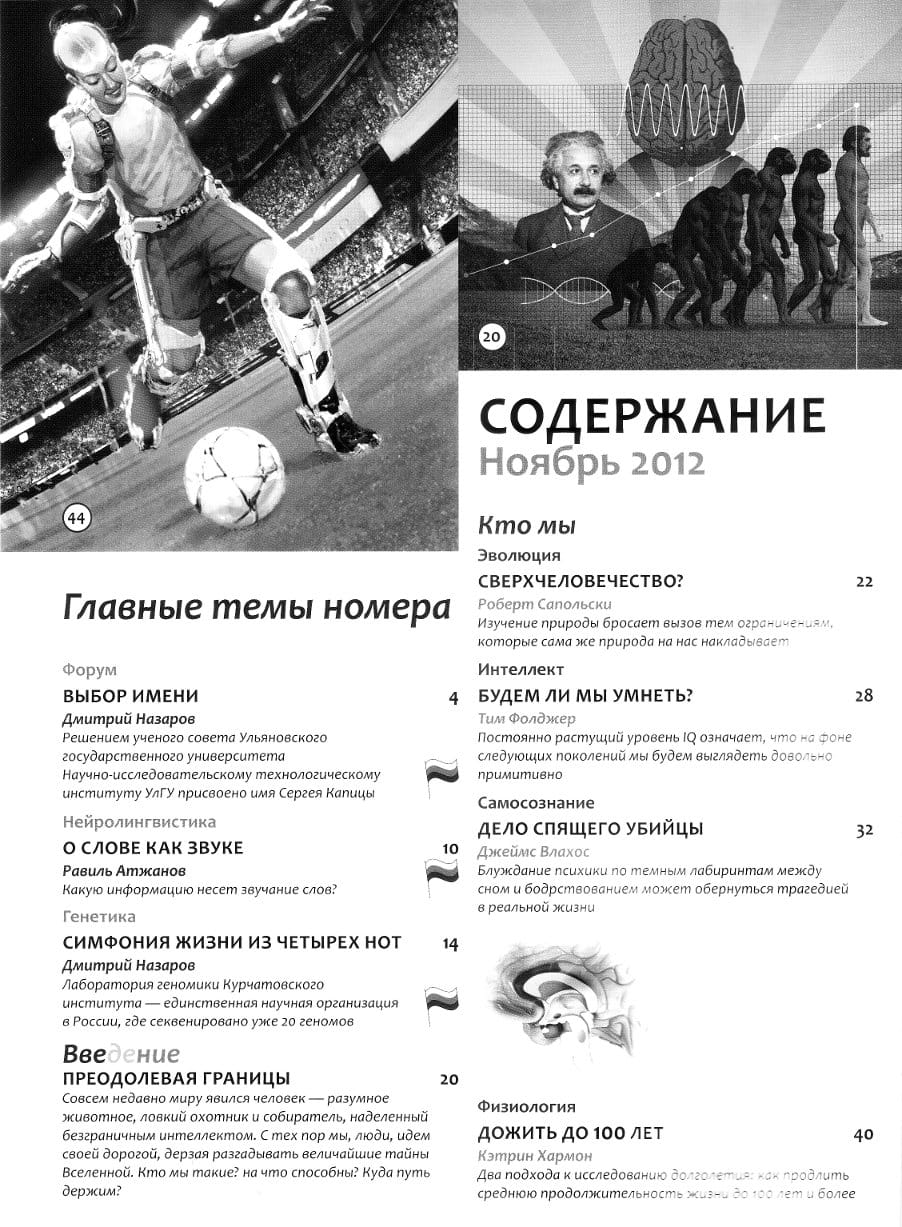 44
20
СОДЕРЖАНИЕ
Ноябрь 2012
Главные темы номера
Форум
ВЫБОР ИМЕНИ 4
Дмитрий Назаров
Решением ученого совета Ульяновского
государственного университета
Научно-исследовательскому технологическому
институту УлГУ присвоено имя Сергея Капицы
Нейролингвистика
О СЛОВЕ КАК ЗВУКЕ 10
Равиль Атжанов
Какую информацию несет звучание слов?
Генетика
СИМФОНИЯ ЖИЗНИ ИЗ ЧЕТЫРЕХ НОТ 14
Дмитрий Назаров
Лаборатория геномики Курчатовского
института — единственная научная организация
в России, где секвенировано уже 20 геномов
Введение
ПРЕОДОЛЕВАЯ ГРАНИЦЫ 20
Совсем недавно миру явился человек — разумное
животное, ловкий охотник и собиратель, наделенный
безграничным интеллектом. С тех пор мы, люди, идем
своей дорогой, дерзая разгадывать величайшие тайны
Вселенной. Кто мы такие? на что способны? Куда путь
держим?
Кто мы
Эволюция
СВЕРХЧЕЛОВЕЧЕСТВО? 22
Роберт Сапольски
Изучение природы бросает вызов тем ограничениям,
которые сама же природа на нас накладывает
Интеллект
БУДЕМ ЛИ МЫ УМНЕТЬ? 28
Тим Фолджер
Постоянно растущий уровень IQ означает, что на фоне
следующих поколений мы будем выглядеть довольно
примитивно
Самосознание
ДЕЛО СПЯЩЕГО УБИЙЦЫ 32
Джеймс Влахос
Блуждание психики по темным лабиринтам между
сном и бодрствованием может обернуться трагедией
в реальной жизни
Физиология
ДОЖИТЬ ДО 100 ЛЕТ 40
Кэтрин Хармон
Два подхода к исследованию долголетия: как продлить
среднюю продолжительность жизни до 100 лет и более